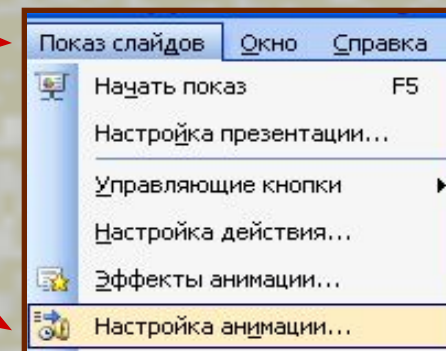 Показ слайдов Окно Справка
Начать показ F5
Настройка презентации...
Управляющие кнопки
Настройка действия...
Эффекты анимации...
Настройка анимации...